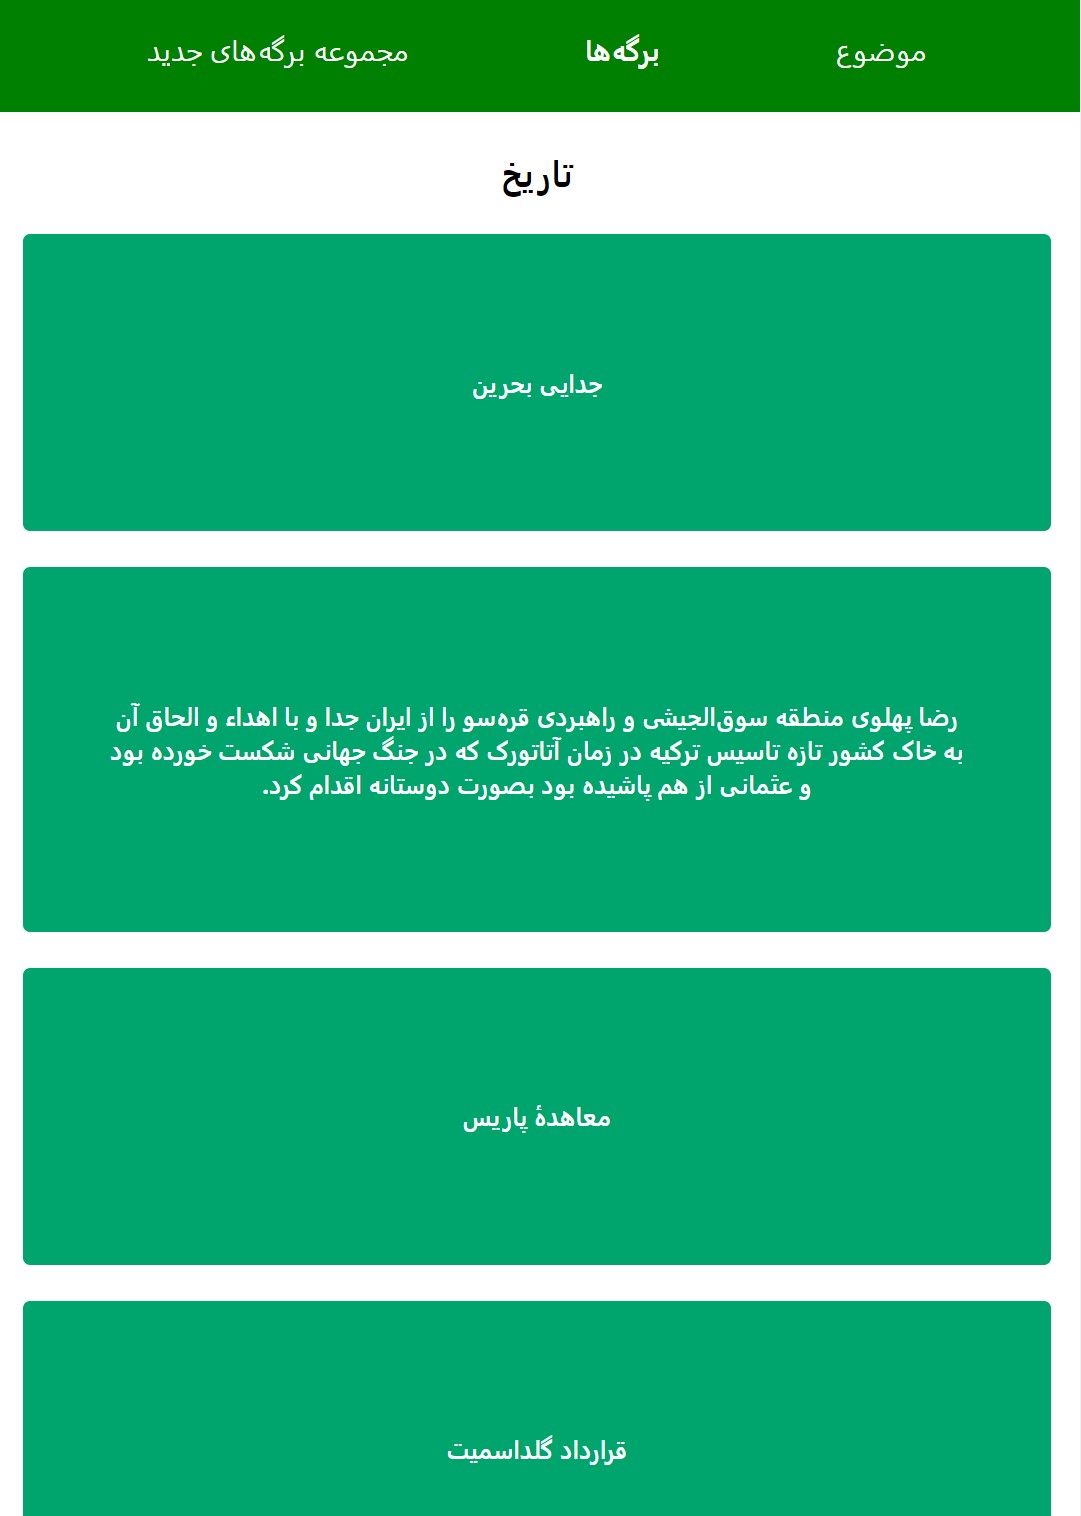 موضوع
برگه‌ها
مجموعه برگه‌های جدید
تاریخ
جدایی بحرین
رضا پهلوی منطقه سوق‌الجیشی و راهبردی قره‌سو را از ایران جدا و با اهداء و الحاق آن
به خاک کشور تازه تاسیس ترکیه در زمان آتاتورک که در جنگ جهانی شکست خورده بود
و عثمانی از هم پاشیده بود بصورت دوستانه اقدام کرد.
معاهدهٔ پاریس
قرارداد گلداسمیت